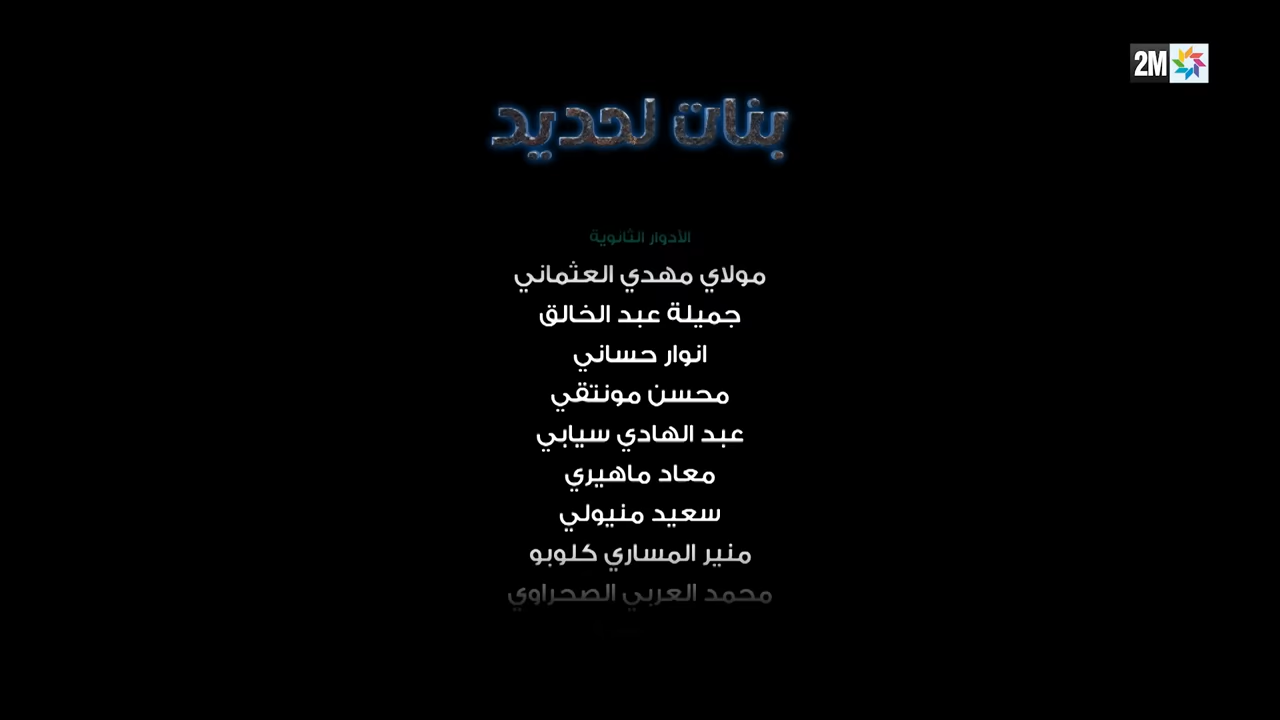 2M
بنات لحديد
الأدوار الثانوية
مولاي مهدي العثماني
جميلة عبد الخالق
انوار حساني
محسن مونتقي
عبد الهادي سيابي
معاد ماهيري
سعيد منيولي
منير المساري كلوبو
محمد العربي الصحراوي